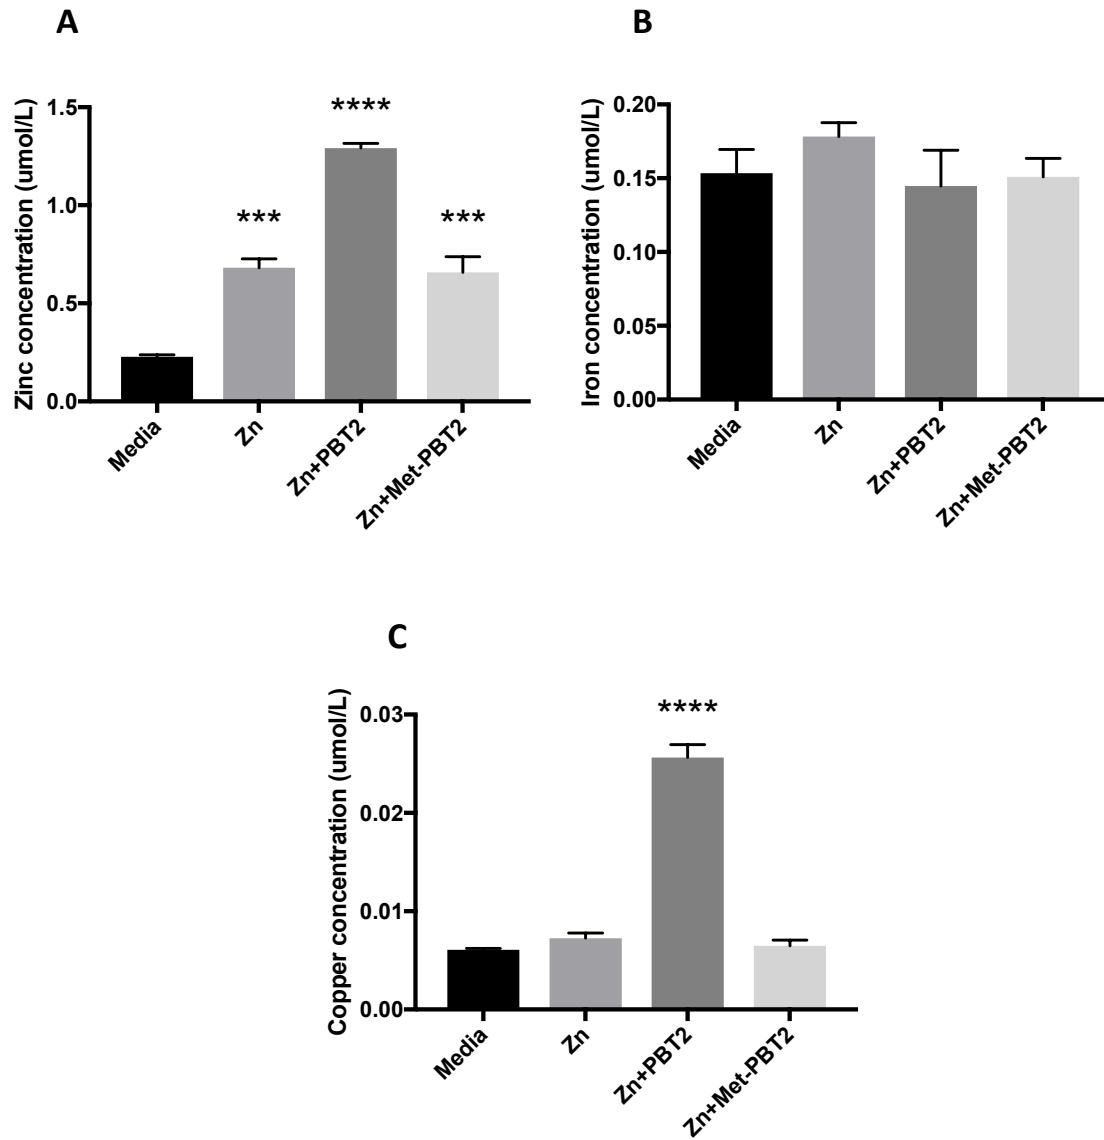 A
Zinc concentration (umol/L)
1.5
1.0
0.5
0.0
***
****
***
Media
Zn
Zn+PBT2
Zn+Met-PBT2
B
Iron concentration (umol/L)
0.20
0.15
0.10
0.05
0.00
Media
Zn
Zn+PBT2
Zn+Met-PBT2
C
Copper concentration (umol/L)
0.03
0.02
0.01
0.00
****
Media
Zn
Zn+PBT2
Zn+Met-PBT2